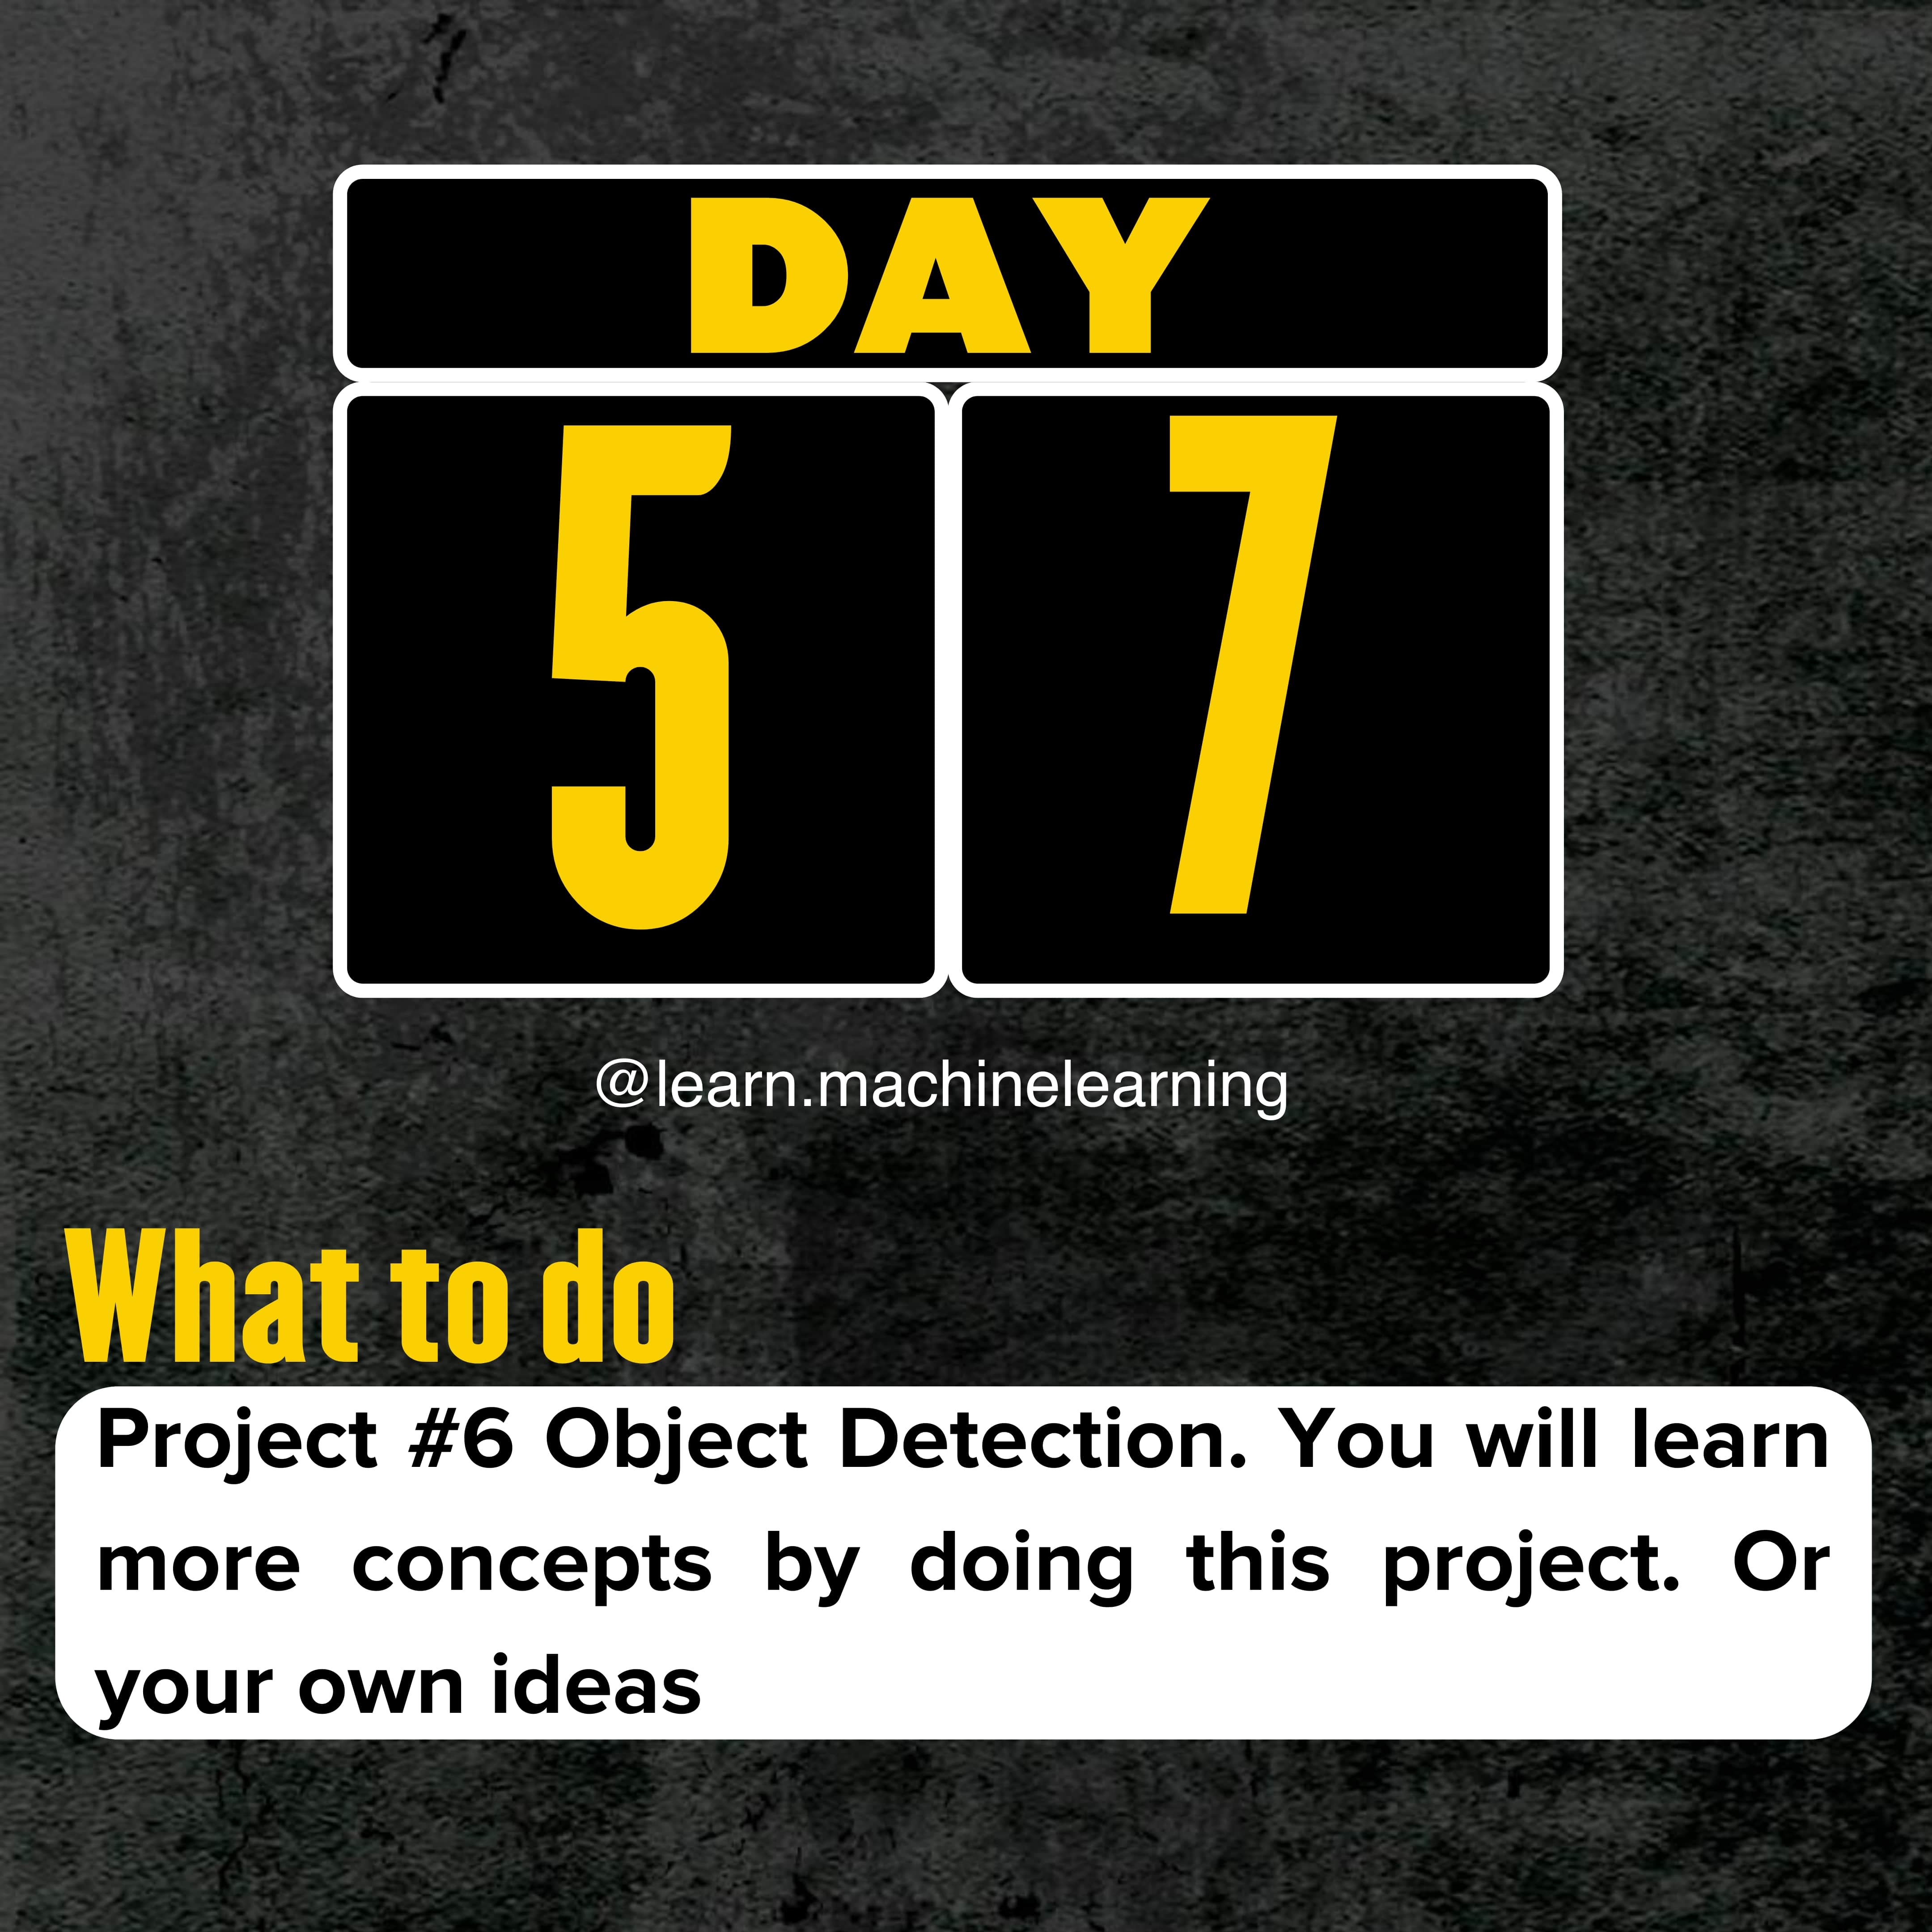 DAY
5 7
@learn.machinelearning
What to do
Project #6 Object Detection. You will learn
more concepts by doing this project. Or
your own ideas